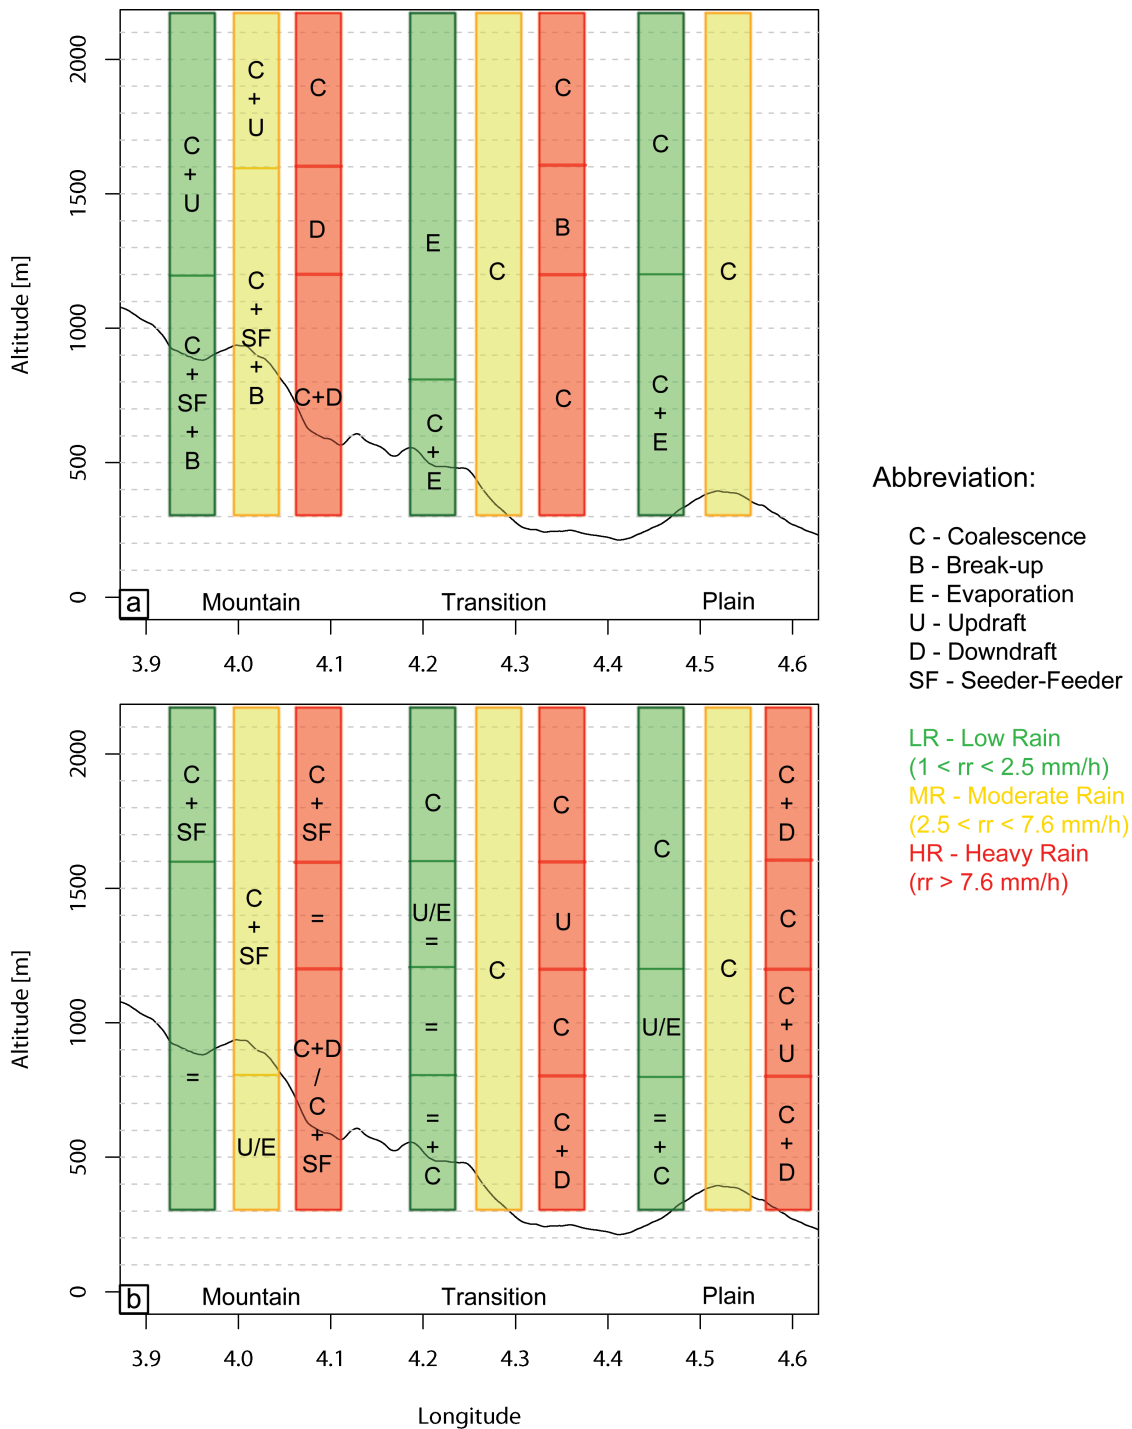 Altitude [m]
2000
1500
1000
500
0
C
+
U
C
+
SF
+
B
C
+
U
C
+
SF
+
B
C
D
C+D
E
C
+
E
C
C
B
C
C
C
+
E
C
a
Mountain
Transition
Plain
3.9 4.0 4.1 4.2 4.3 4.4 4.5 4.6
Abbreviation:
C - Coalescence
B - Break-up
E - Evaporation
U - Updraft
D - Downdraft
SF - Seeder-Feeder
LR - Low Rain
(1 < rr < 2.5 mm/h)
MR - Moderate Rain
(2.5 < rr < 7.6 mm/h)
HR - Heavy Rain
(rr > 7.6 mm/h)
Altitude [m]
2000
1500
1000
500
0
C
+
SF
=
C
+
SF
U/E
C
+
SF
=
C+D
/
C
+
SF
C
U/E
=
=
=
+
C
C
C
U
C
C
+
D
C
U/E
=
+
C
C
C
+
D
C
C
+
U
C
+
D
b
Mountain
Transition
Plain
3.9 4.0 4.1 4.2 4.3 4.4 4.5 4.6
Longitude